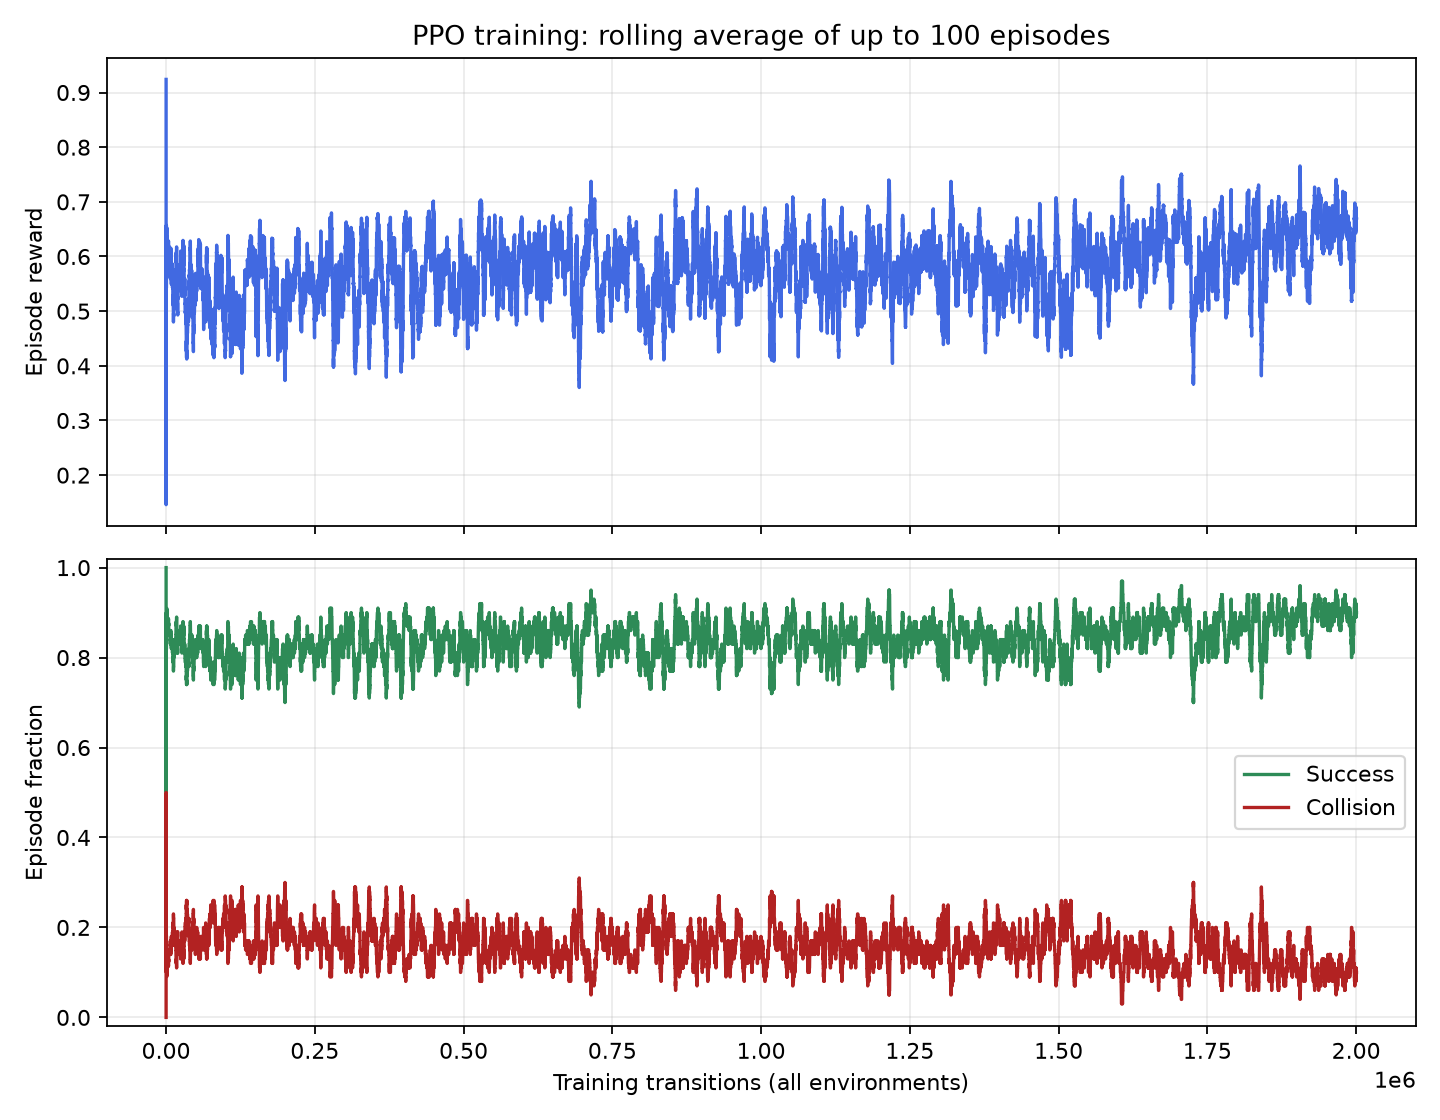 PPO training: rolling average of up to 100 episodes
0.9
0.8
0.7
0.6
0.5
0.4
0.3
0.2
Episode reward
1.0
0.8
0.6
0.4
0.2
0.0
Episode fraction
Success
Collision
0.00 0.25 0.50 0.75 1.00 1.25 1.50 1.75 2.00
1e6
Training transitions (all environments)